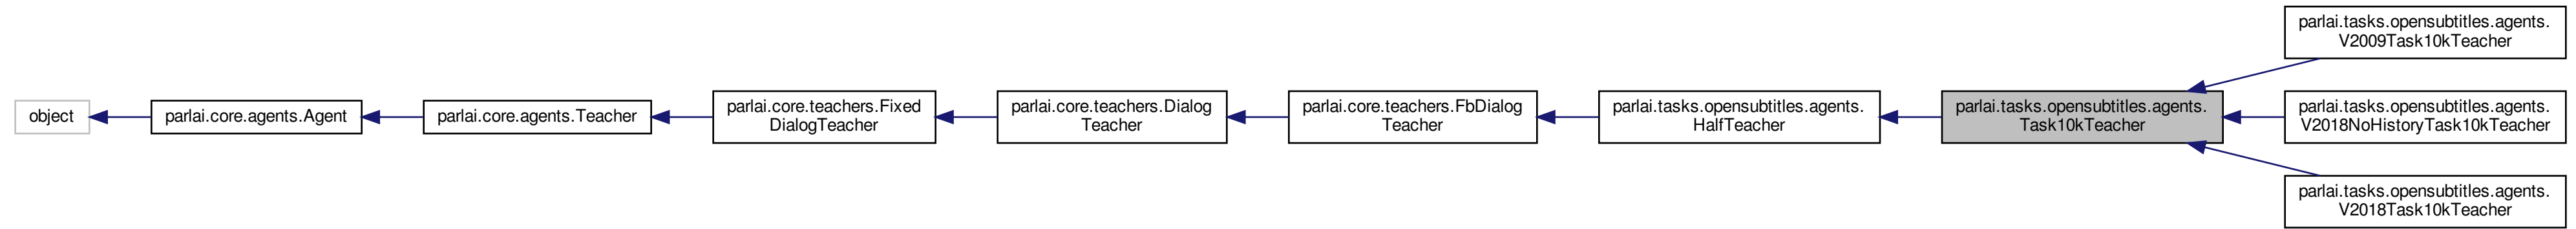 object
parlai.core.agents.Agent
parlai.core.agents.Teacher
parlai.core.teachers.Fixed
DialogTeacher
parlai.core.teachers.Dialog
Teacher
parlai.core.teachers.FbDialog
Teacher
parlai.tasks.opensubtitles.agents.
HalfTeacher
parlai.tasks.opensubtitles.agents.
Task10kTeacher
parlai.tasks.opensubtitles.agents.
V2009Task10kTeacher
parlai.tasks.opensubtitles.agents.
V2018NoHistoryTask10kTeacher
parlai.tasks.opensubtitles.agents.
V2018Task10kTeacher